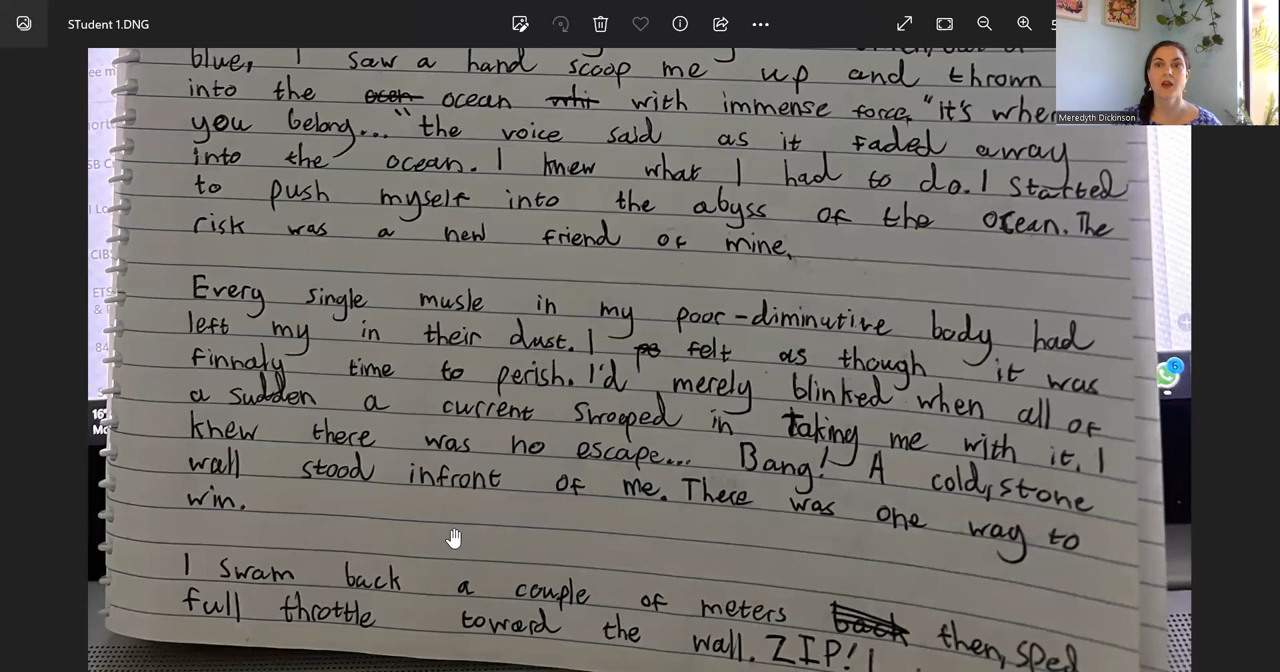 STudent 1.DNG
Meredyth Dickinson
blue, I saw a hand scoop me up and thrown
into the ocen ocean whi with immense force, "it's wher
you belong..." the voice said as it faded away
into the ocean. I knew what I had to do. I started
to push myself into the abyss of the ocean. The
risk was a new friend of mine.
Every single musle in my poor-diminutive body had
left my in their dust. I felt as though it was
finnaly time to perish. I'd merely blinked when all of
a sudden a current swooped in taking me with it. I
knew there was no escape... Bang! A cold, stone
wall stood infront of me. There was one way to
win.
I swam back a couple of meters back then, sped
full throttle toward the wall. ZIP! I